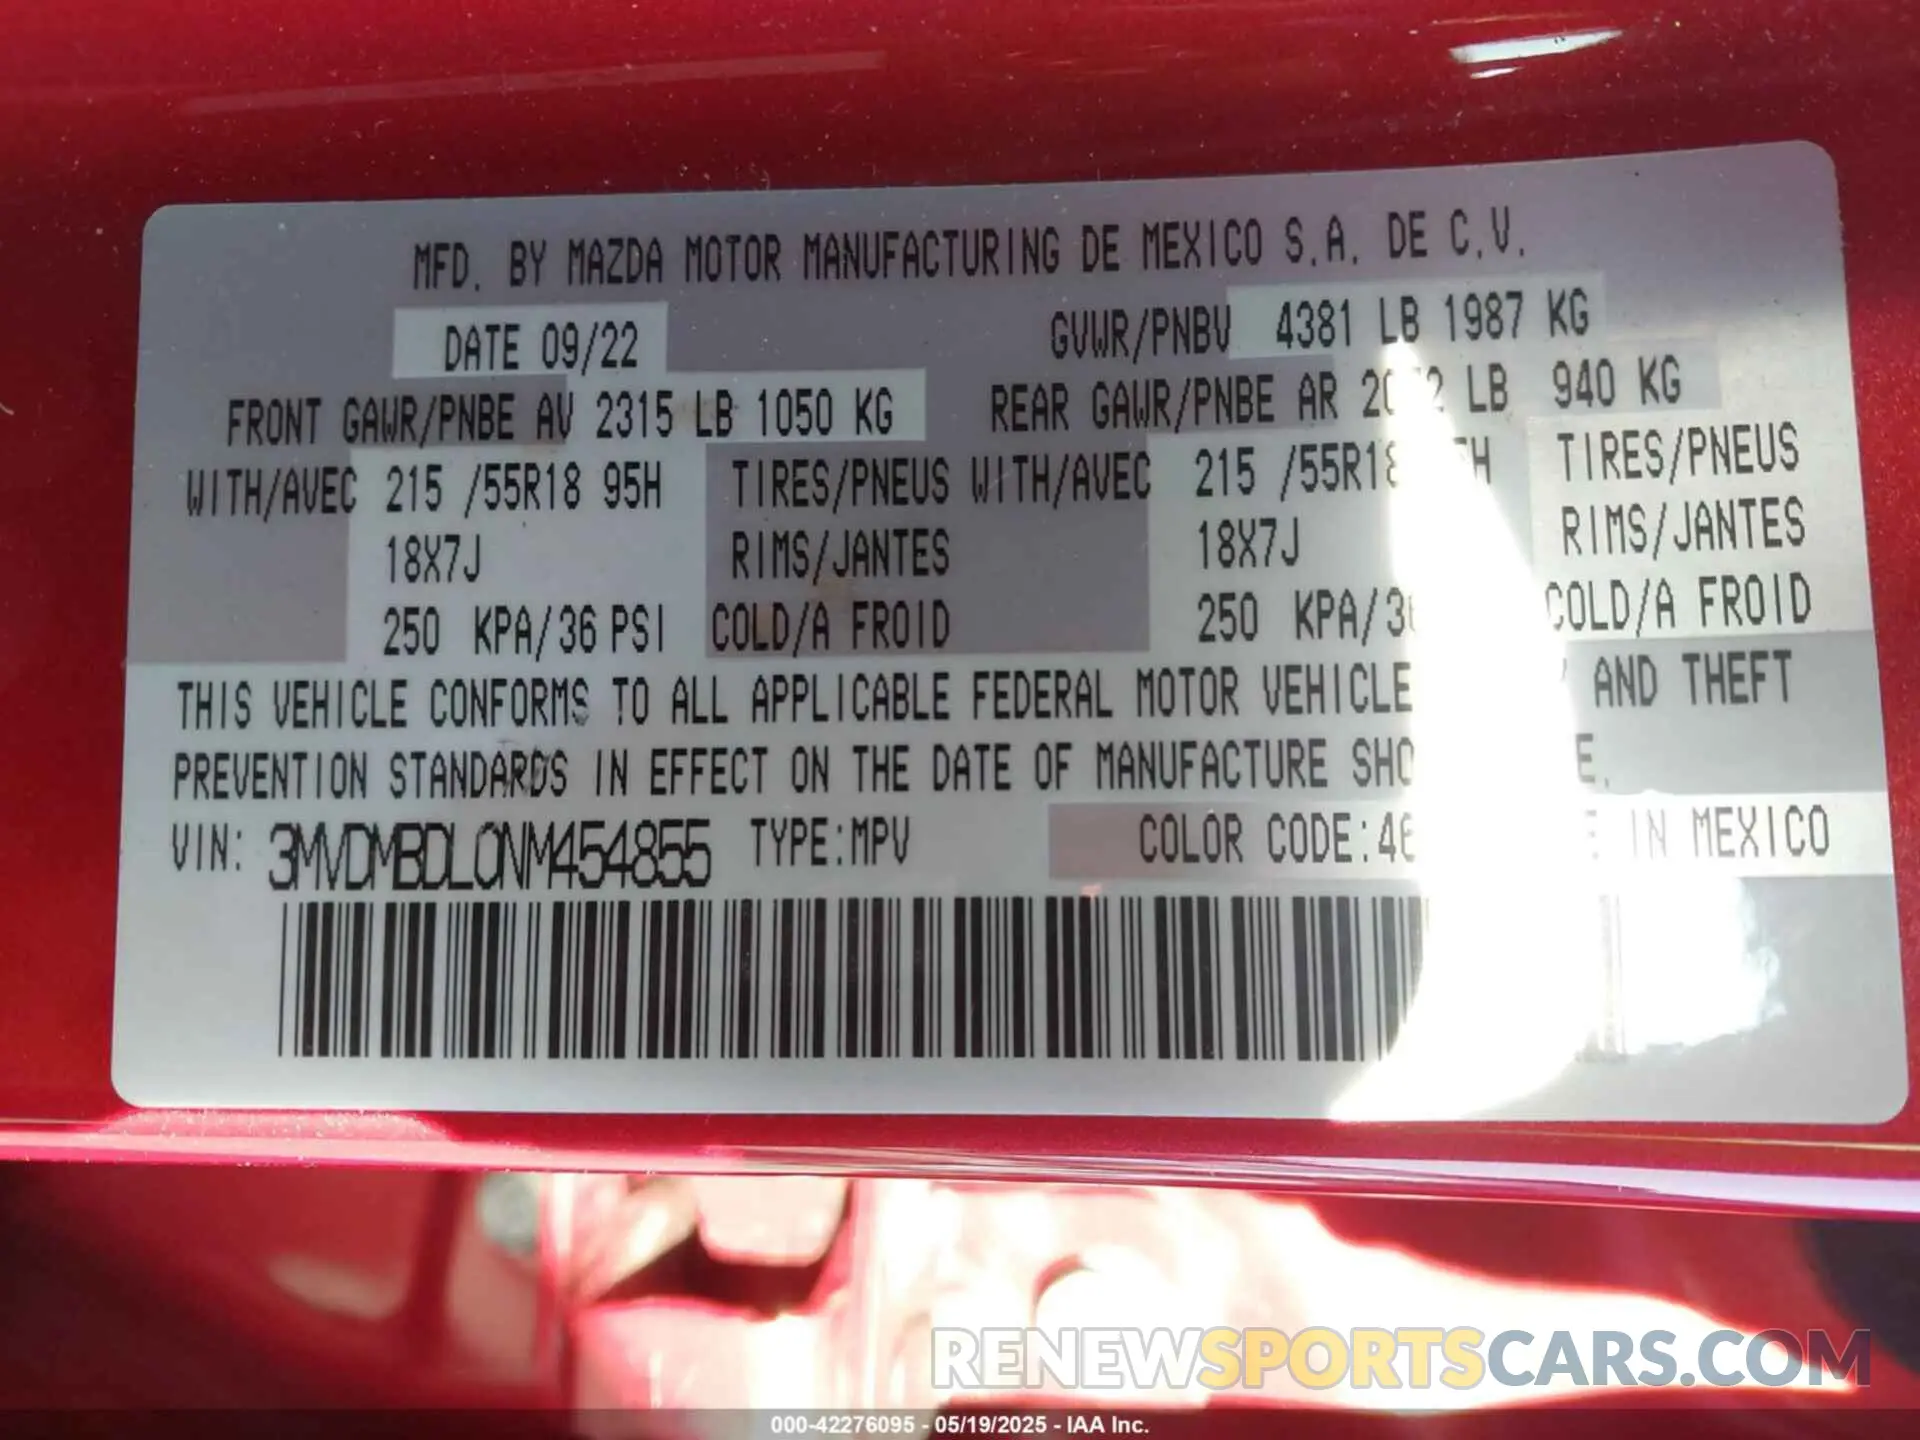 MFD. BY MAZDA MOTOR MANUFACTURING DE MEXICO S.A. DE C.V.
DATE 09/22 GVWR/PNBV 4381 LB 1987 KG
FRONT GAWR/PNBE AV 2315 LB 1050 KG REAR GAWR/PNBE AR LB 940 KG
WITH/AVEC 215 /55R18 95H TIRES/PNEUS WITH/AVEC 215 /55R18 TIRES/PNEUS
18X7J RIMS/JANTES 18X7J RIMS/JANTES
250 KPA/36 PSI COLD/A FROID 250 KPA/ COLD/A FROID
THIS VEHICLE CONFORMS TO ALL APPLICABLE FEDERAL MOTOR VEHICLE AND THEFT
PREVENTION STANDARDS IN EFFECT ON THE DATE OF MANUFACTURE
VIN: 3MVDMBDL0NM454855 TYPE:MPV COLOR CODE:46 IN MEXICO
RENEWSPORTSCARS.COM
000-42276095 - 05/19/2025 - IAA Inc.